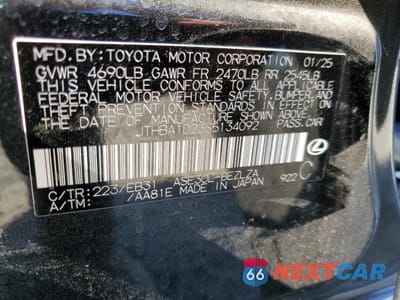 MFD.BY: TOYOTA MOTOR CORPORATION 01/25
GVWR 4690LB GAWR FR 2470LB RR 2545LB
THIS VEHICLE CONFORMS TO ALL APPLICABLE
FEDERAL MOTOR VEHICLE SAFETY, BUMPER, AND
THEFT PREVENTION STANDARDS IN EFFECT ON
THE DATE OF MANUFACTURE SHOWN ABOVE.
JTHBA1D23S5134092 PASS.CAR
C/TR: 223/EB31 ASE30L-BEZLZA 922 C
A/TM: /AA81E MADE IN JAPAN
66 NEXTCAR